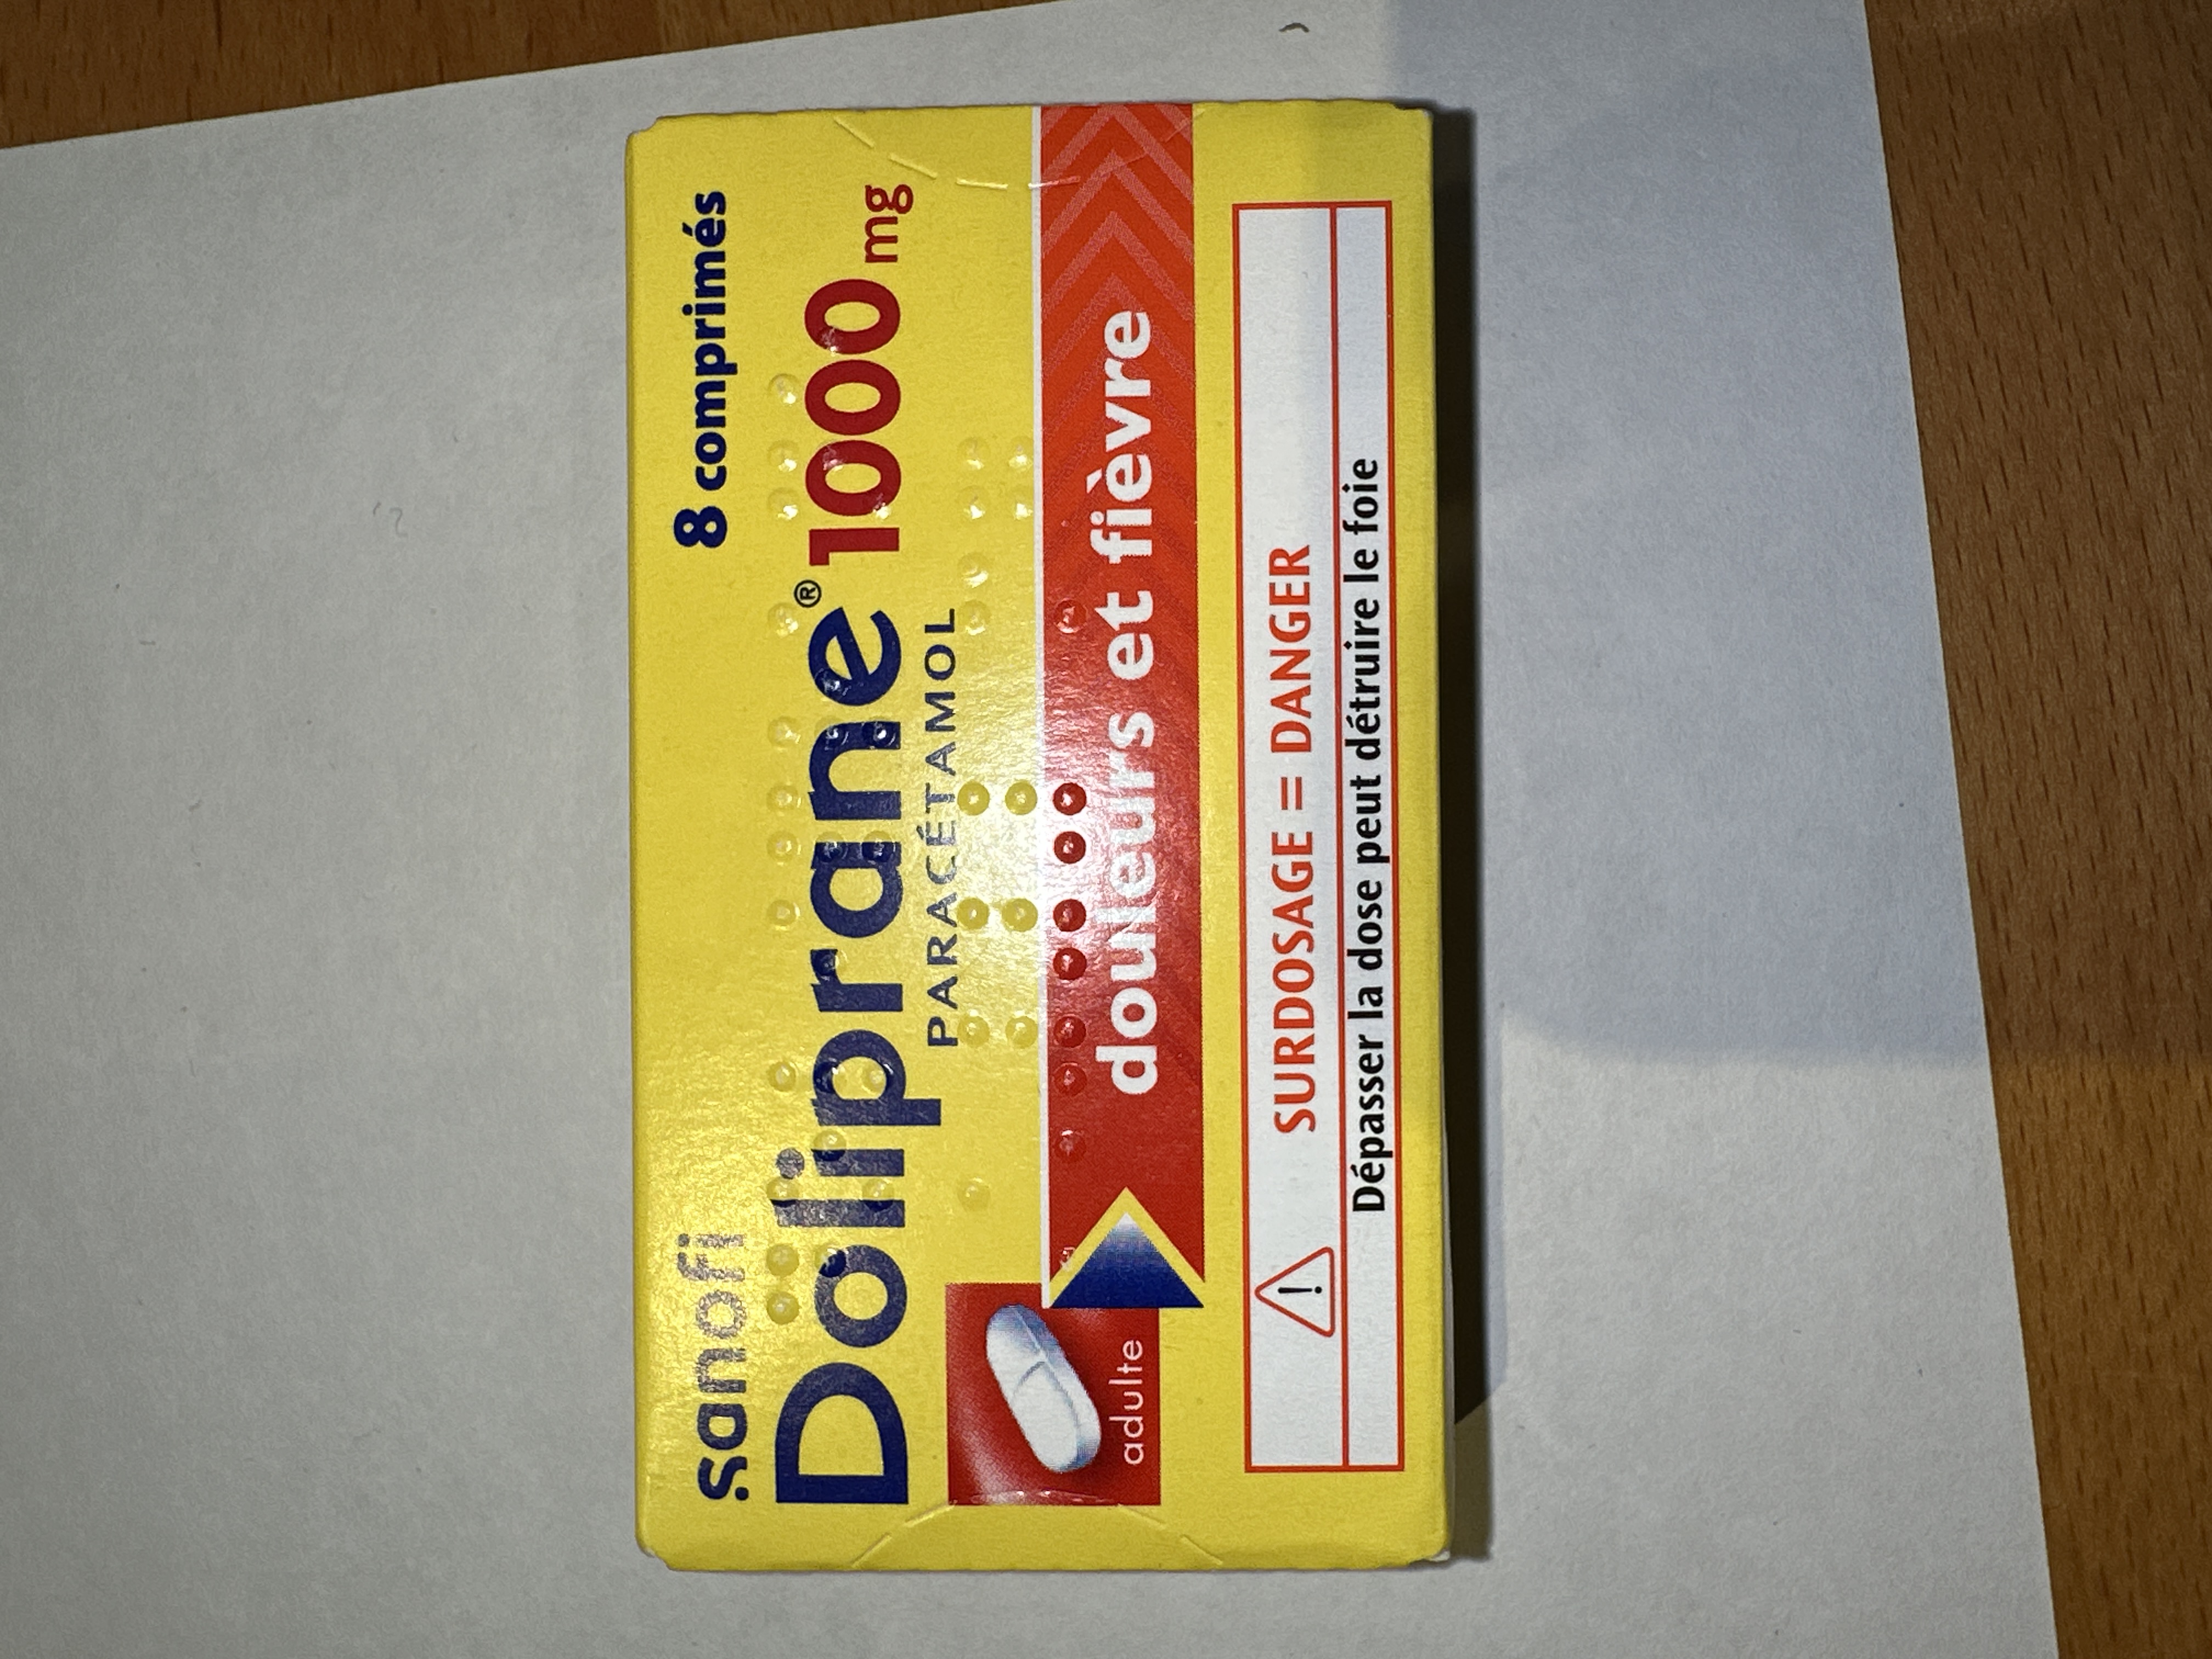 sanofi
8 comprimés
Doliprane® 1000 mg
PARACÉTAMOL
douleurs et fièvre
adulte
SURDOSAGE = DANGER
Dépasser la dose peut détruire le foie